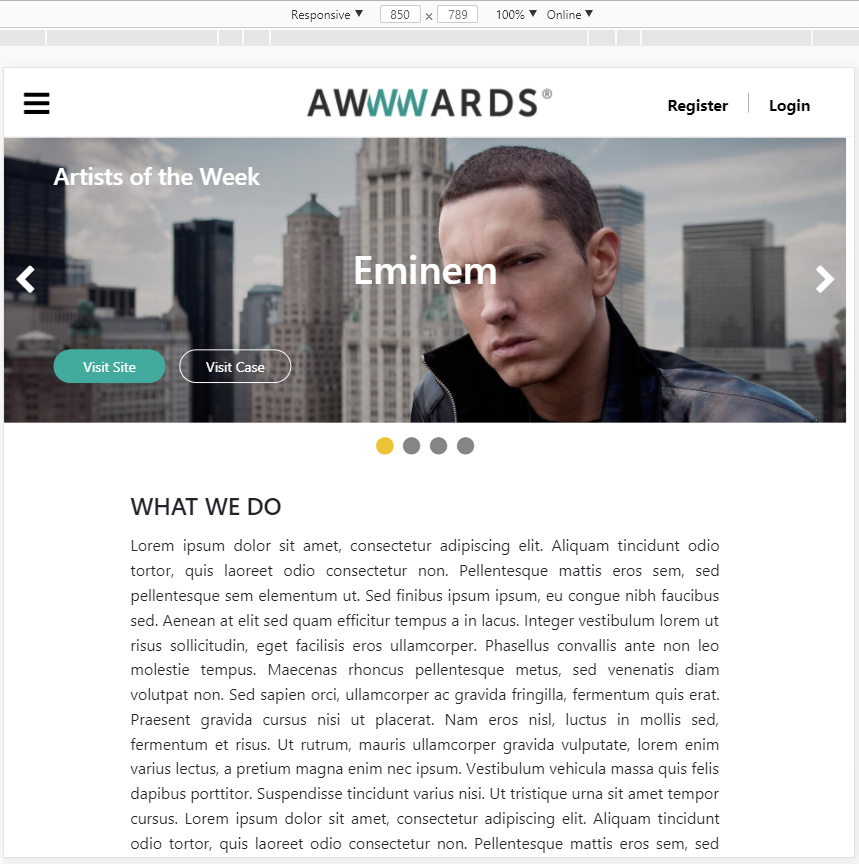 Responsive ▼ 850 × 789 100% ▼ Online ▼
AWWWARDS®
Register
Login
Artists of the Week
Eminem
Visit Site
Visit Case
WHAT WE DO
Lorem ipsum dolor sit amet, consectetur adipiscing elit. Aliquam tincidunt odio
tortor, quis laoreet odio consectetur non. Pellentesque mattis eros sem, sed
pellentesque sem elementum ut. Sed finibus ipsum ipsum, eu congue nibh faucibus
sed. Aenean at elit sed quam efficitur tempus a in lacus. Integer vestibulum lorem ut
risus sollicitudin, eget facilisis eros ullamcorper. Phasellus convallis ante non leo
molestie tempus. Maecenas rhoncus pellentesque metus, sed venenatis diam
volutpat non. Sed sapien orci, ullamcorper ac gravida fringilla, fermentum quis erat.
Praesent gravida cursus nisi ut placerat. Nam eros nisl, luctus in mollis sed,
fermentum et risus. Ut rutrum, mauris ullamcorper gravida vulputate, lorem enim
varius lectus, a pretium magna enim nec ipsum. Vestibulum vehicula massa quis felis
dapibus porttitor. Suspendisse tincidunt varius nisi. Ut tristique urna sit amet tempor
cursus. Lorem ipsum dolor sit amet, consectetur adipiscing elit. Aliquam tincidunt
odio tortor, quis laoreet odio consectetur non. Pellentesque mattis eros sem, sed